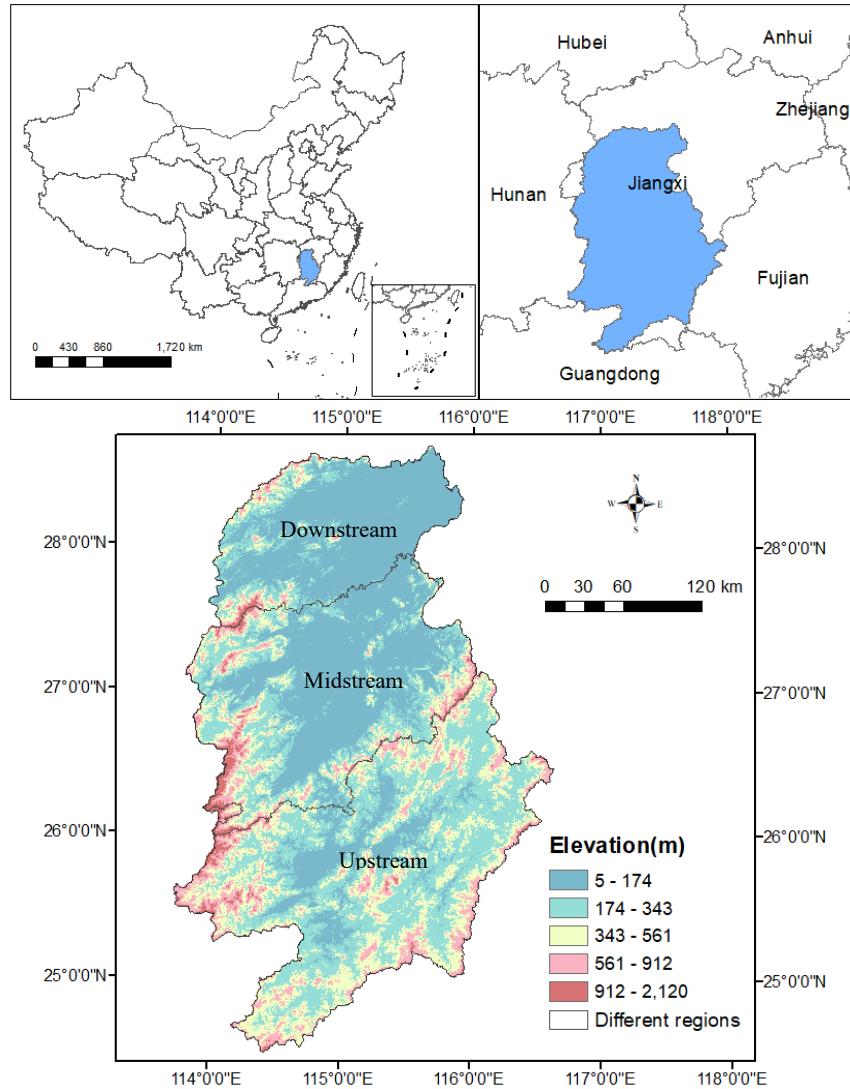 Hubei
Anhui
Zhejiang
Jiangxi
Hunan
Fujian
Guangdong
0 430 860 1,720 km
114°0'0"E 115°0'0"E 116°0'0"E 117°0'0"E 118°0'0"E
N
W E
S
Downstream
28°0'0"N 28°0'0"N
0 30 60 120 km
Midstream
27°0'0"N 27°0'0"N
26°0'0"N 26°0'0"N
Upstream
Elevation(m)
5 - 174
174 - 343
343 - 561
561 - 912
912 - 2,120
Different regions
25°0'0"N 25°0'0"N
114°0'0"E 115°0'0"E 116°0'0"E 117°0'0"E 118°0'0"E